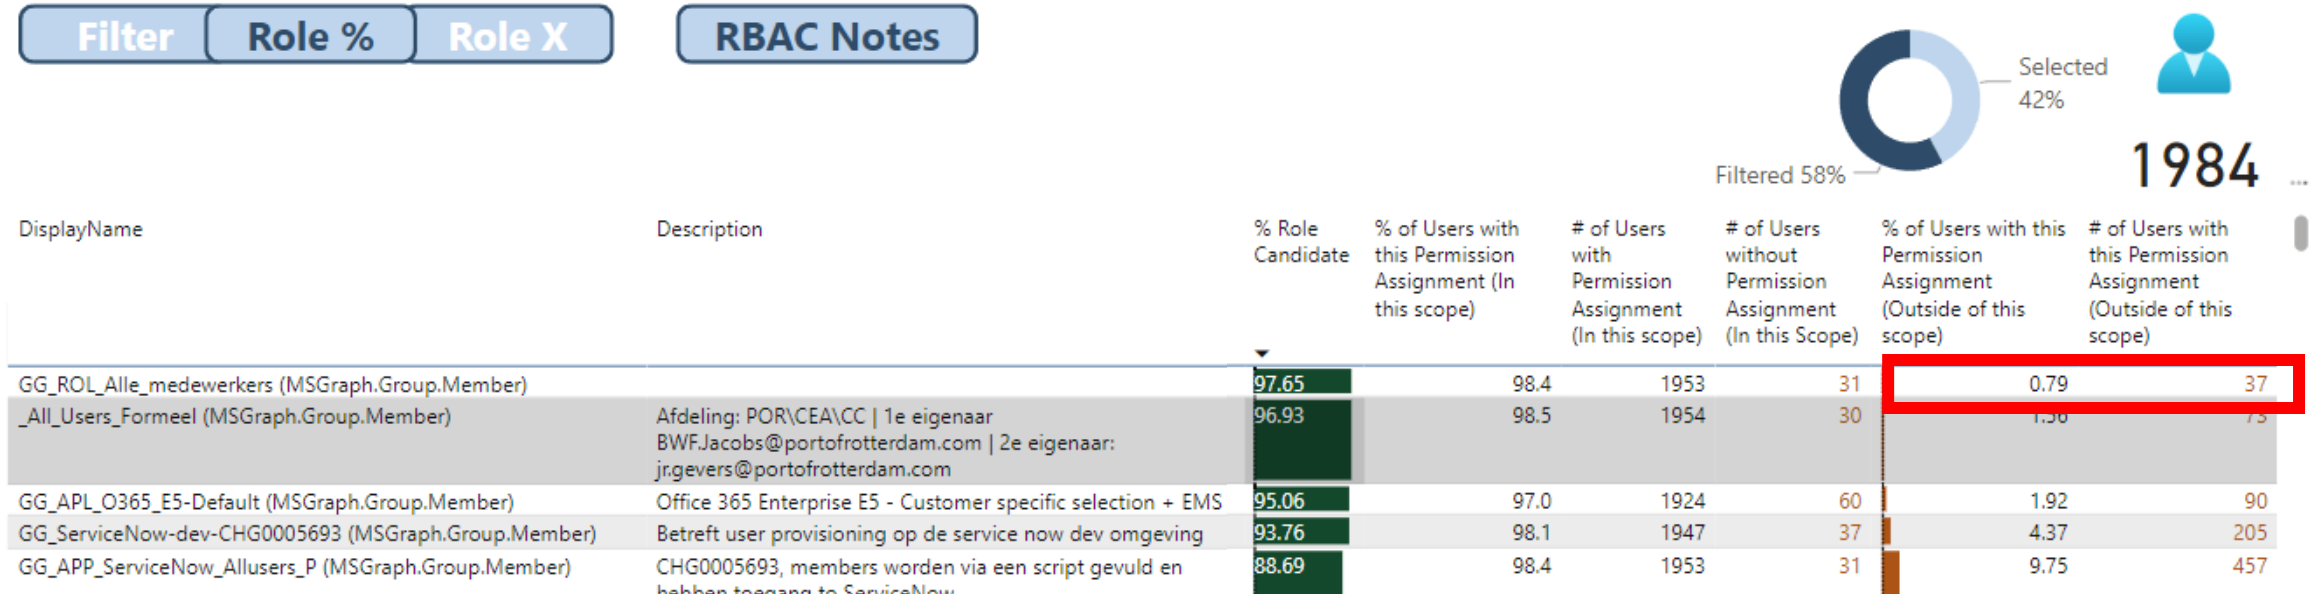 Filter Role % Role X RBAC Notes
Selected
42%
Filtered 58%
1984
DisplayName
Description
% Role
Candidate
% of Users with
this Permission
Assignment (In
this scope)
# of Users
with
Permission
Assignment
(In this scope)
# of Users
without
Permission
Assignment
(In this Scope)
% of Users with this
Permission
Assignment
(Outside of this
scope)
# of Users with
this Permission
Assignment
(Outside of this
scope)
GG_ROL_Alle_medewerkers (MSGraph.Group.Member) 97.65 98.4 1953 31 0.79 37
_All_Users_Formeel (MSGraph.Group.Member) Afdeling: POR\CEA\CC | 1e eigenaar 96.93 98.5 1954 30 1.56 73
BWF.Jacobs@portofrotterdam.com | 2e eigenaar:
jr.gevers@portofrotterdam.com
GG_APL_O365_E5-Default (MSGraph.Group.Member) Office 365 Enterprise E5 - Customer specific selection + EMS 95.06 97.0 1924 60 1.92 90
GG_ServiceNow-dev-CHG0005693 (MSGraph.Group.Member) Betreft user provisioning op de service now dev omgeving 93.76 98.1 1947 37 4.37 205
GG_APP_ServiceNow_Allusers_P (MSGraph.Group.Member) CHG0005693, members worden via een script gevuld en 88.69 98.4 1953 31 9.75 457
hebben toegang to ServiceNow